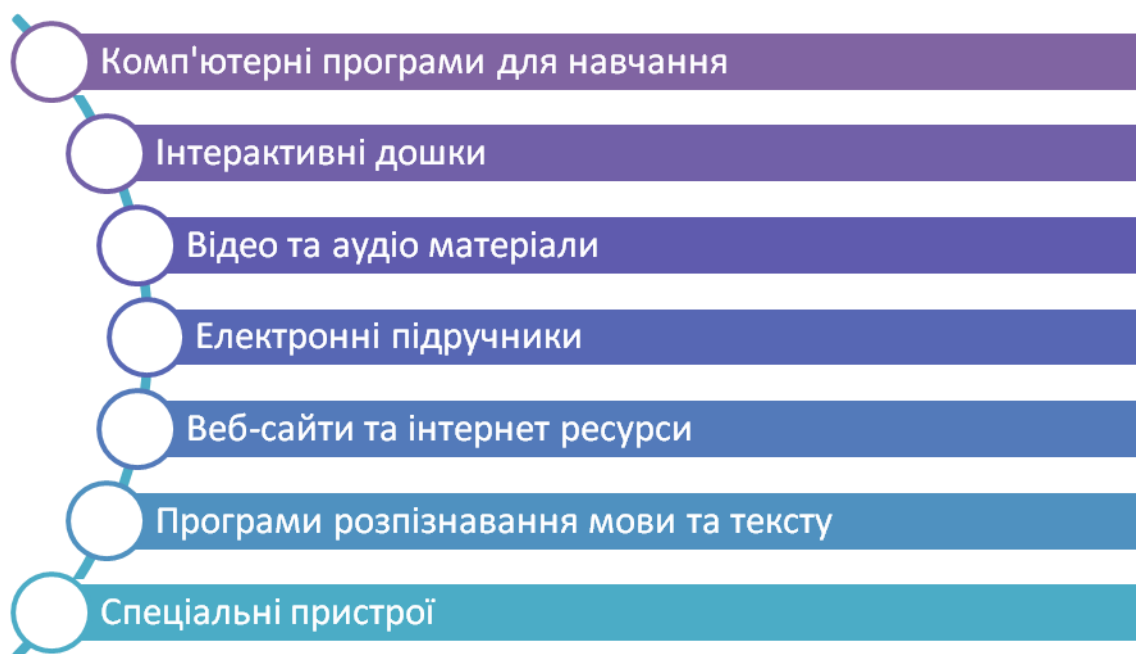 Комп'ютерні програми для навчання
Інтерактивні дошки
Відео та аудіо матеріали
Електронні підручники
Веб-сайти та інтернет ресурси
Програми розпізнавання мови та тексту
Спеціальні пристрої